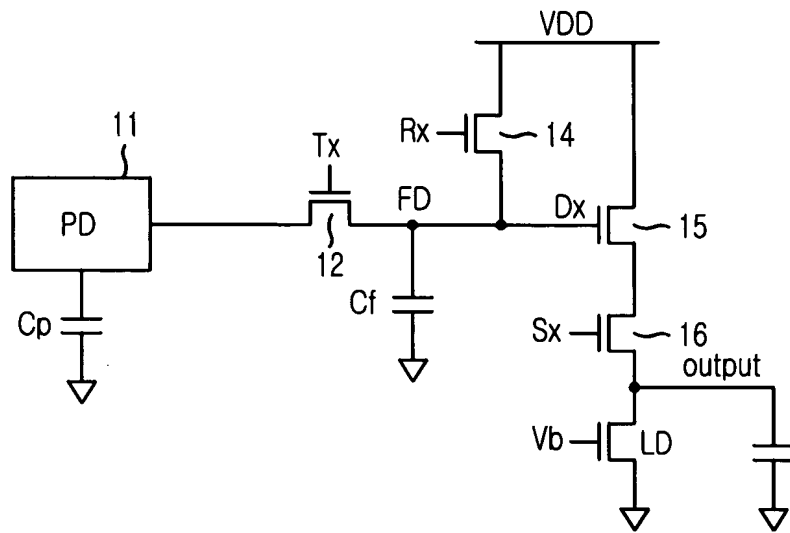 VDD
11
Tx
Rx
14
PD
FD
Dx
15
12
Cp
Cf
Sx
16
output
Vb
LD